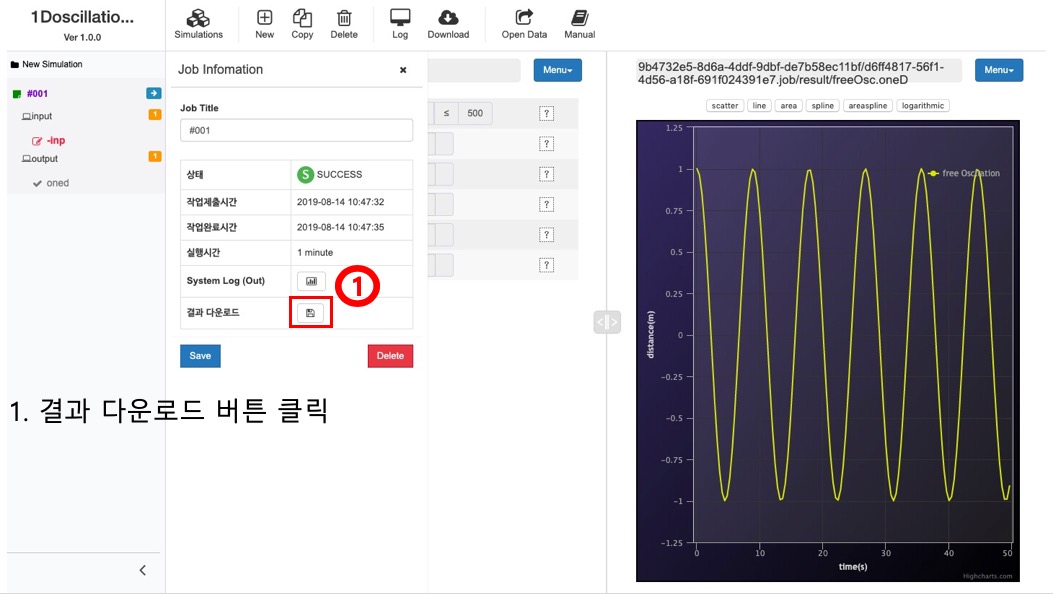 1Doscillatio...
Ver 1.0.0
Simulations
New
Copy
Delete
Log
Download
Open Data
Manual
New Simulation
#001
input
1
-inp
output
1
oned
Job Infomation
×
Job Title
#001
상태
S SUCCESS
작업제출시간
2019-08-14 10:47:32
작업완료시간
2019-08-14 10:47:35
실행시간
1 minute
System Log (Out)
1
결과 다운로드
Save
Delete
1. 결과 다운로드 버튼 클릭
Menu
≤ 500
?
?
?
?
?
?
9b4732e5-8d6a-4ddf-9dbf-de7b58ec11bf/d6ff4817-56f1-
4d56-a18f-691f024391e7.job/result/freeOsc.oneD
Menu
scatter line area spline areaspline logarithmic
free Oscillation
1.25
1
0.75
0.5
0.25
0
-0.25
-0.5
-0.75
-1
-1.25
distance(m)
0 10 20 30 40 50
time(s)
Highcharts.com